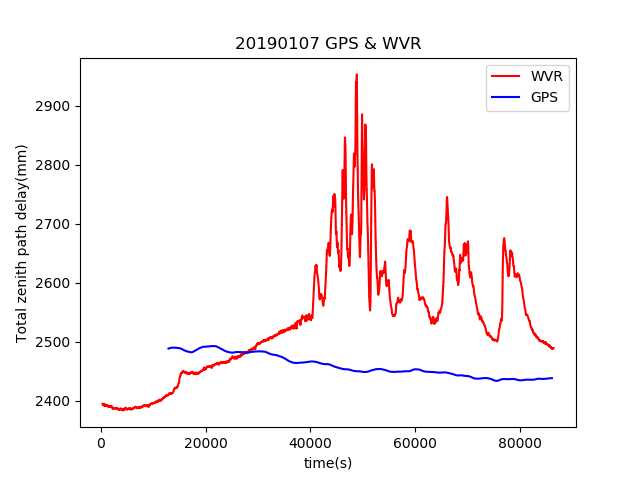 20190107 GPS & WVR
WVR
GPS
Total zenith path delay(mm)
2900
2800
2700
2600
2500
2400
0 20000 40000 60000 80000
time(s)